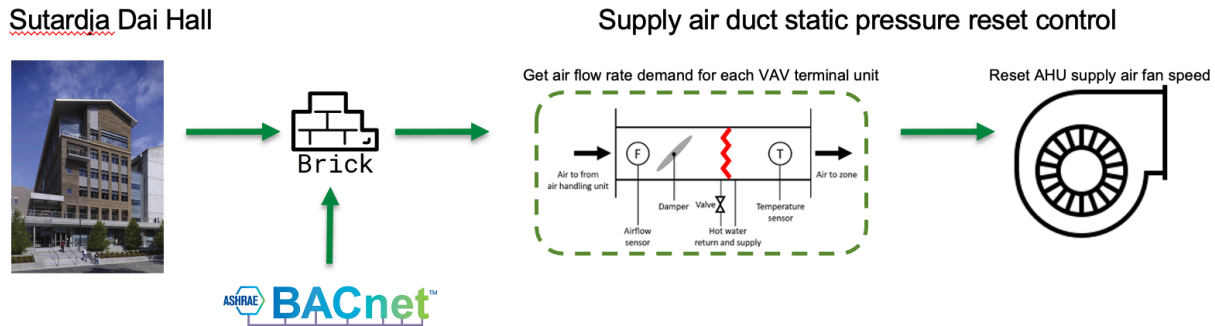 Sutardja Dai Hall
Supply air duct static pressure reset control
Get air flow rate demand for each VAV terminal unit
Reset AHU supply air fan speed
Brick
F
T
Air to from
air handling unit
Air to zone
Damper
Valve
Temperature
sensor
Airflow
sensor
Hot water
return and supply
ASHRAE BACnet™